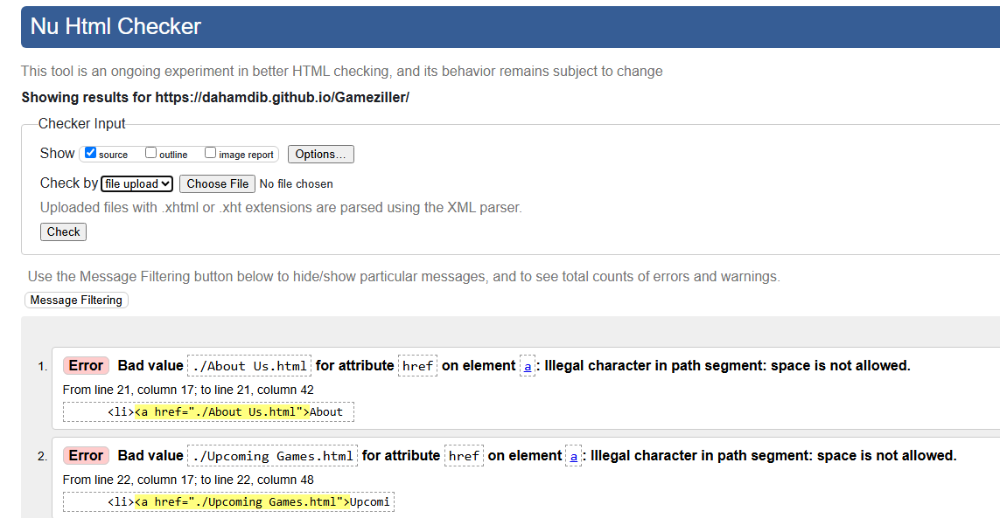 Nu Html Checker
This tool is an ongoing experiment in better HTML checking, and its behavior remains subject to change
Showing results for https://dahamdib.github.io/Gameziller/
Checker Input
Show source outline image report Options...
Check by file upload Choose File No file chosen
Uploaded files with .xhtml or .xht extensions are parsed using the XML parser.
Check
Use the Message Filtering button below to hide/show particular messages, and to see total counts of errors and warnings.
Message Filtering
1. Error Bad value ./About Us.html for attribute href on element a: Illegal character in path segment: space is not allowed.
From line 21, column 17; to line 21, column 42
<li><a href="./About Us.html">About
2. Error Bad value ./Upcoming Games.html for attribute href on element a: Illegal character in path segment: space is not allowed.
From line 22, column 17; to line 22, column 48
<li><a href="./Upcoming Games.html">Upcomi